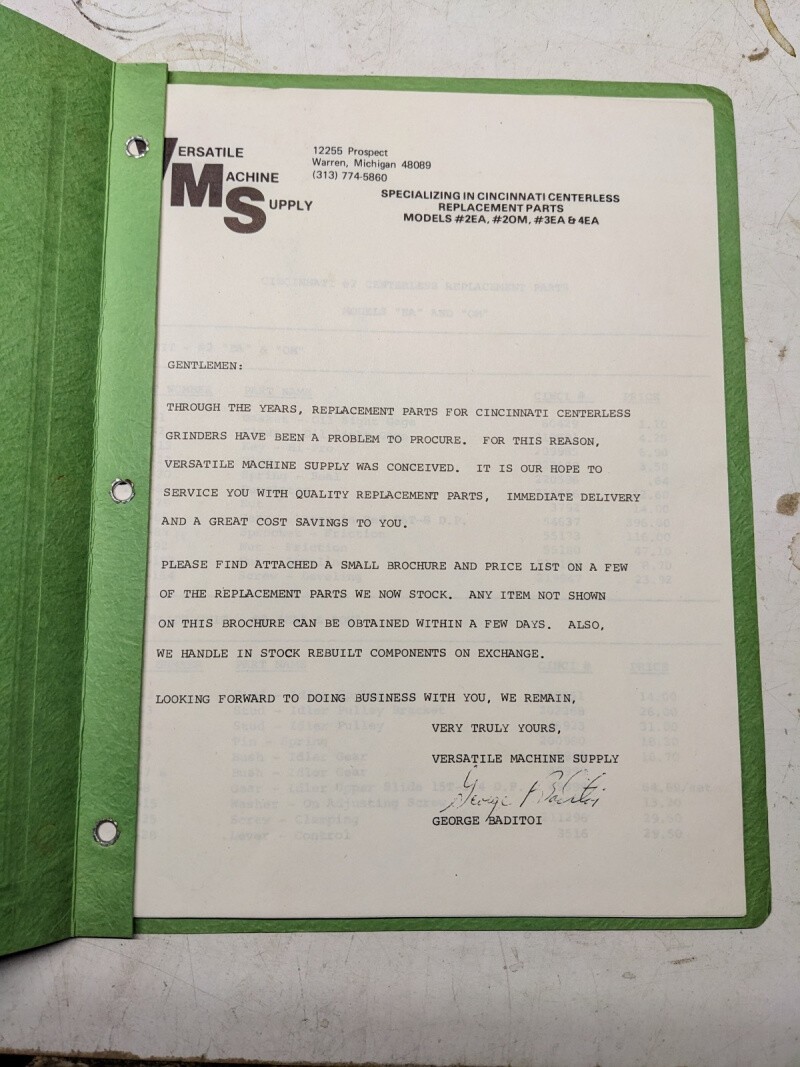 VERSATILE
MACHINE
SUPPLY
12255 Prospect
Warren, Michigan 48089
(313) 774-5860
SPECIALIZING IN CINCINNATI CENTERLESS
REPLACEMENT PARTS
MODELS #2EA, #2OM, #3EA & 4EA
GENTLEMEN:
THROUGH THE YEARS, REPLACEMENT PARTS FOR CINCINNATI CENTERLESS
GRINDERS HAVE BEEN A PROBLEM TO PROCURE. FOR THIS REASON,
VERSATILE MACHINE SUPPLY WAS CONCEIVED. IT IS OUR HOPE TO
SERVICE YOU WITH QUALITY REPLACEMENT PARTS, IMMEDIATE DELIVERY
AND A GREAT COST SAVINGS TO YOU.
PLEASE FIND ATTACHED A SMALL BROCHURE AND PRICE LIST ON A FEW
OF THE REPLACEMENT PARTS WE NOW STOCK. ANY ITEM NOT SHOWN
ON THIS BROCHURE CAN BE OBTAINED WITHIN A FEW DAYS. ALSO,
WE HANDLE IN STOCK REBUILT COMPONENTS ON EXCHANGE.
LOOKING FORWARD TO DOING BUSINESS WITH YOU, WE REMAIN,
VERY TRULY YOURS,
VERSATILE MACHINE SUPPLY
George Baditoi
GEORGE BADITOI